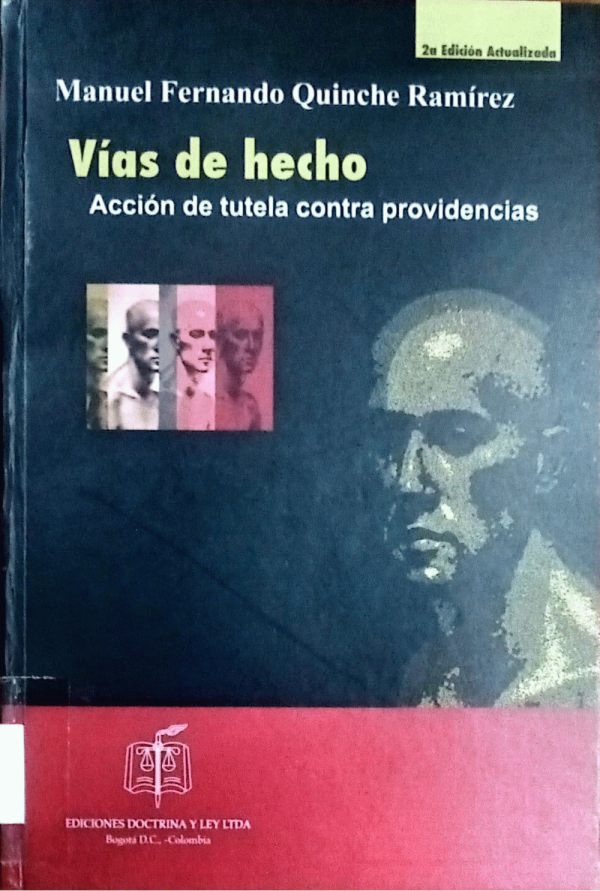 2a Edición Actualizada
Manuel Fernando Quinche Ramírez
Vías de hecho
Acción de tutela contra providencias
EDICIONES DOCTRINA Y LEY LTDA
Bogotá D.C., -Colombia